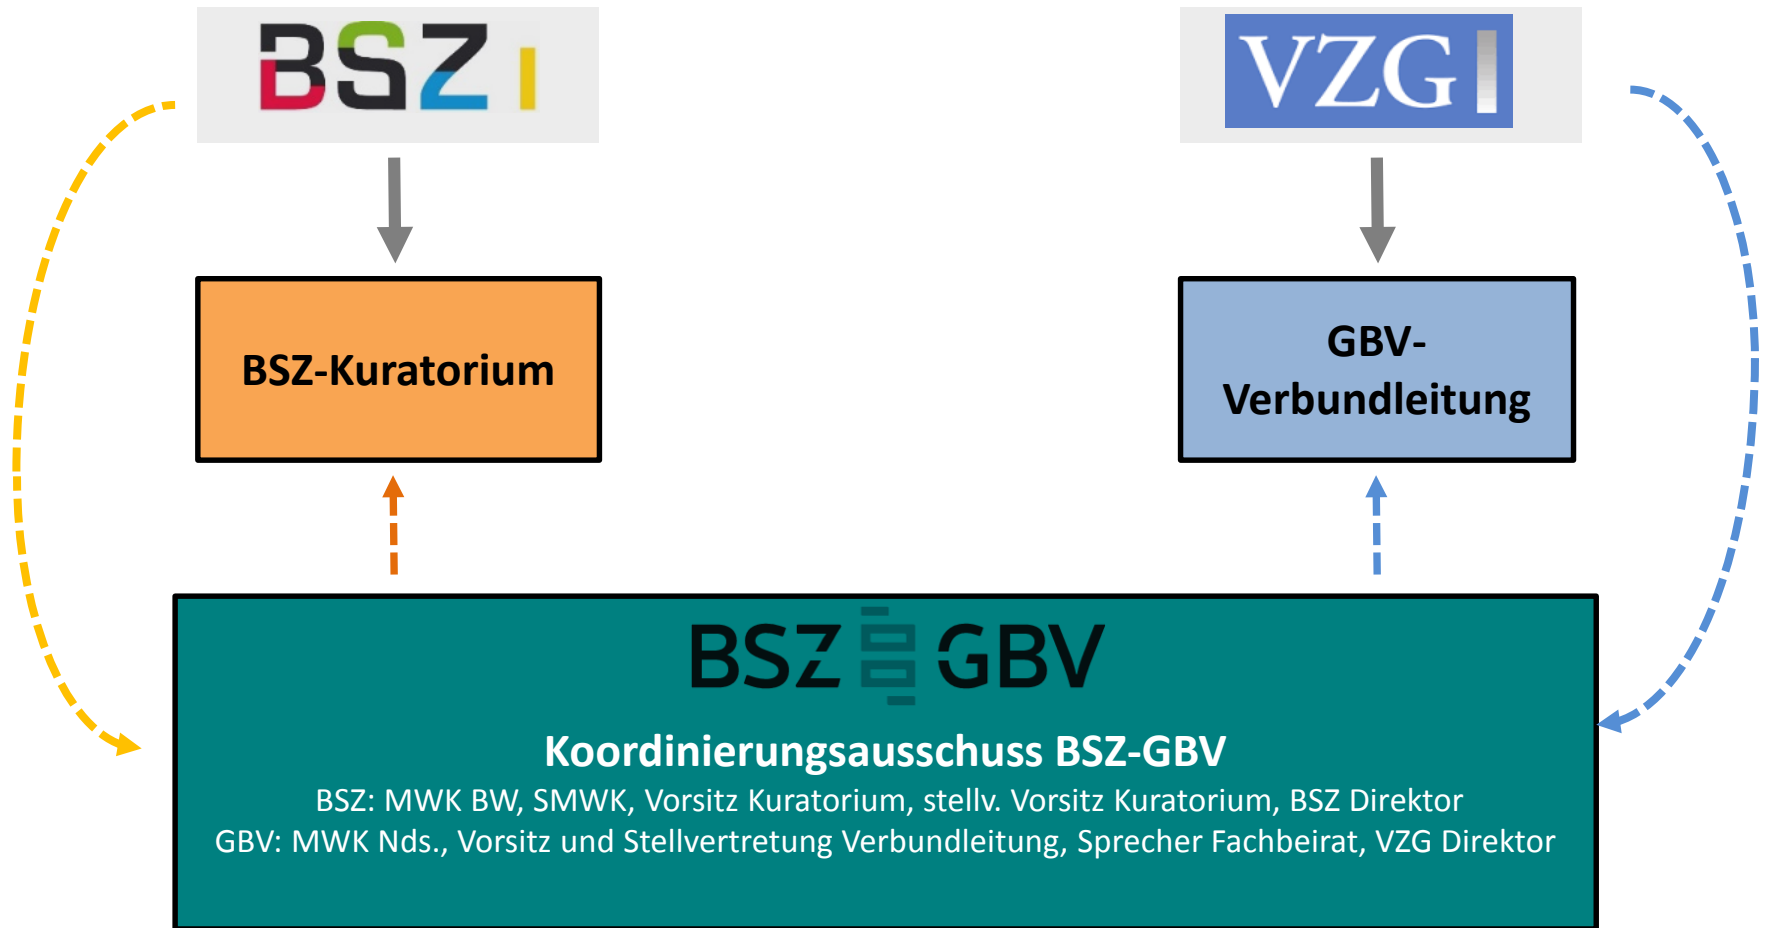 BSZ
VZG
BSZ-Kuratorium
GBV-
Verbundleitung
BSZ GBV
Koordinierungsausschuss BSZ-GBV
BSZ: MWK BW, SMWK, Vorsitz Kuratorium, stellv. Vorsitz Kuratorium, BSZ Direktor
GBV: MWK Nds., Vorsitz und Stellvertretung Verbundleitung, Sprecher Fachbeirat, VZG Direktor